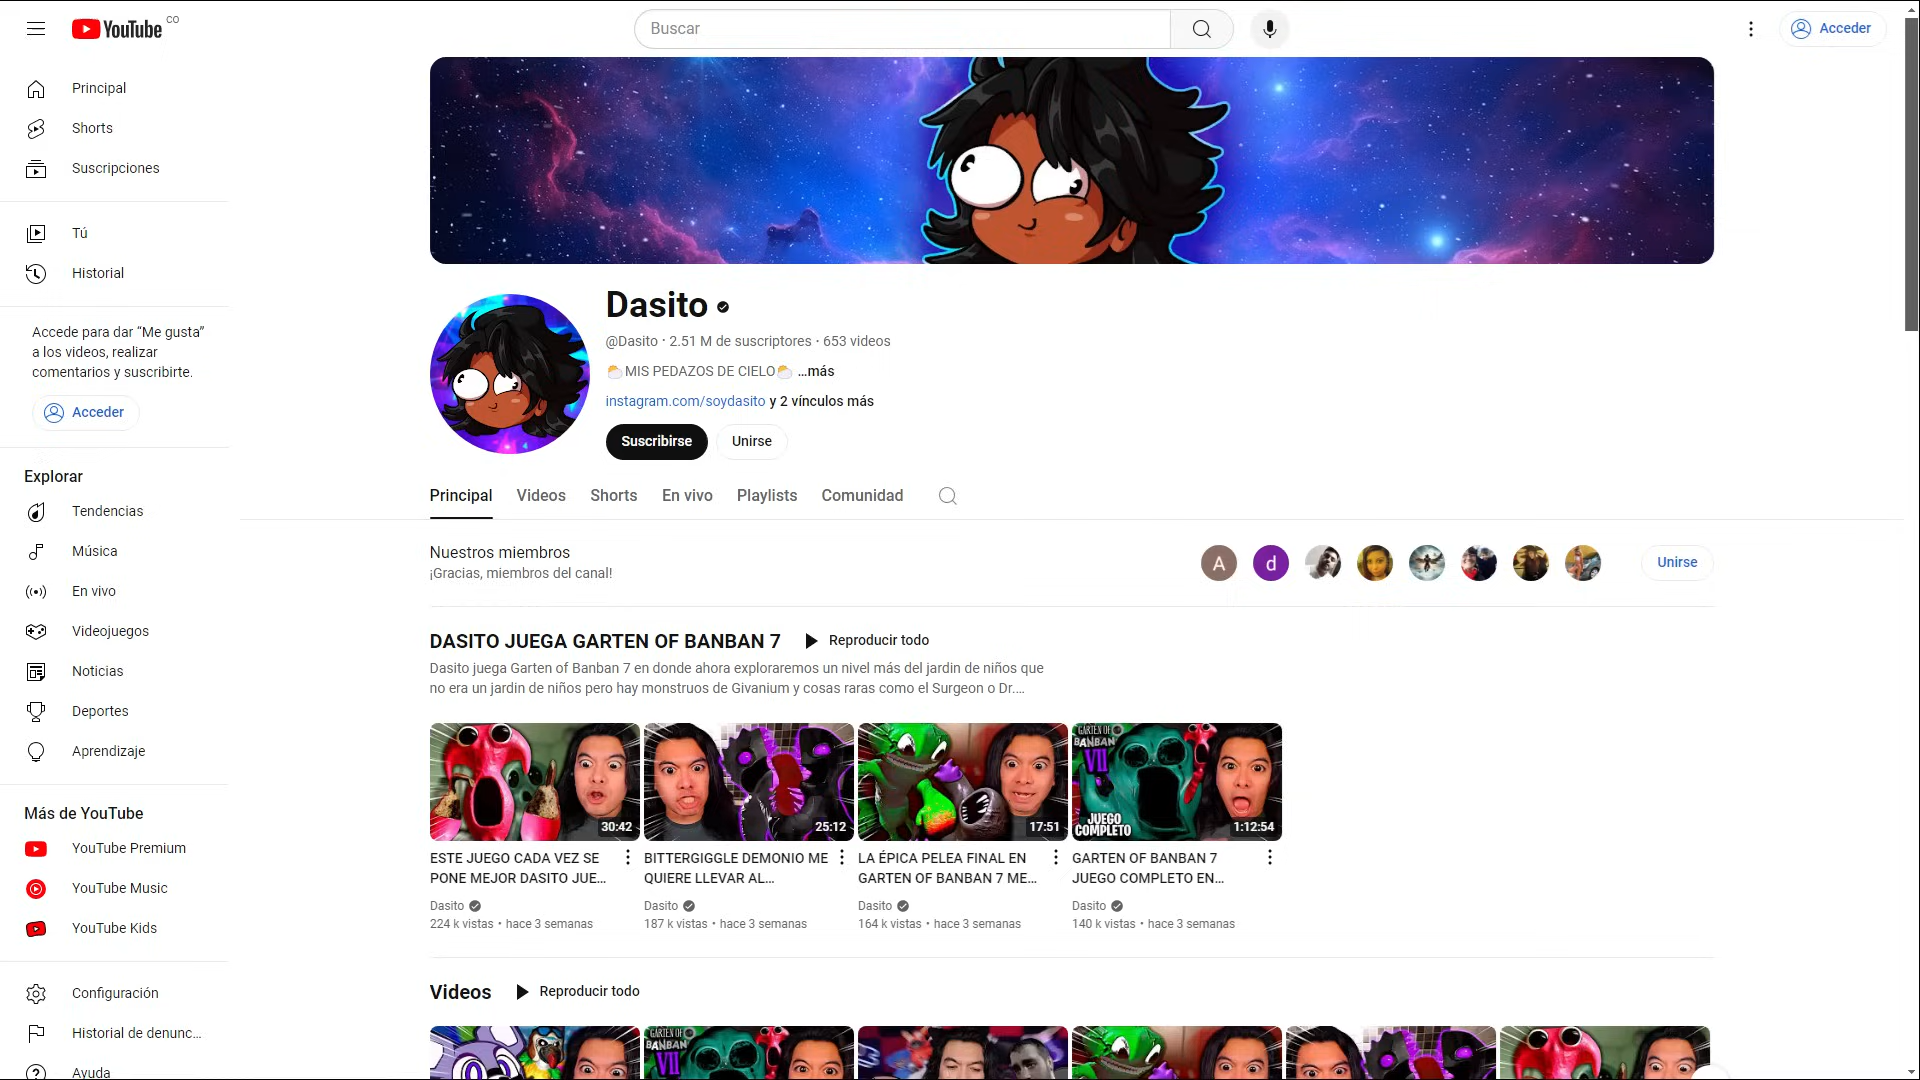 YouTube CO
Buscar
Acceder
Principal
Shorts
Suscripciones
Tú
Historial
Accede para dar “Me gusta”
a los videos, realizar
comentarios y suscribirte.
Acceder
Explorar
Tendencias
Música
En vivo
Videojuegos
Noticias
Deportes
Aprendizaje
Más de YouTube
YouTube Premium
YouTube Music
YouTube Kids
Configuración
Historial de denunc...
Ayuda
Dasito
@Dasito • 2.51 M de suscriptores • 653 videos
MIS PEDAZOS DE CIELO ...más
instagram.com/soydasito y 2 vínculos más
Suscribirse Unirse
Principal Videos Shorts En vivo Playlists Comunidad
Nuestros miembros
¡Gracias, miembros del canal!
A d
Unirse
DASITO JUEGA GARTEN OF BANBAN 7 Reproducir todo
Dasito juega Garten of Banban 7 en donde ahora exploraremos un nivel más del jardin de niños que
no era un jardin de niños pero hay monstruos de Givanium y cosas raras como el Surgeon o Dr....
30:42
ESTE JUEGO CADA VEZ SE
PONE MEJOR DASITO JUE...
Dasito
224 k vistas • hace 3 semanas
25:12
BITTERGIGGLE DEMONIO ME
QUIERE LLEVAR AL...
Dasito
187 k vistas • hace 3 semanas
17:51
LA ÉPICA PELEA FINAL EN
GARTEN OF BANBAN 7 ME...
Dasito
164 k vistas • hace 3 semanas
GARTEN OF
BANBAN
VII
JUEGO
COMPLETO
1:12:54
GARTEN OF BANBAN 7
JUEGO COMPLETO EN...
Dasito
140 k vistas • hace 3 semanas
Videos Reproducir todo
GARTEN OF
BANBAN
VII